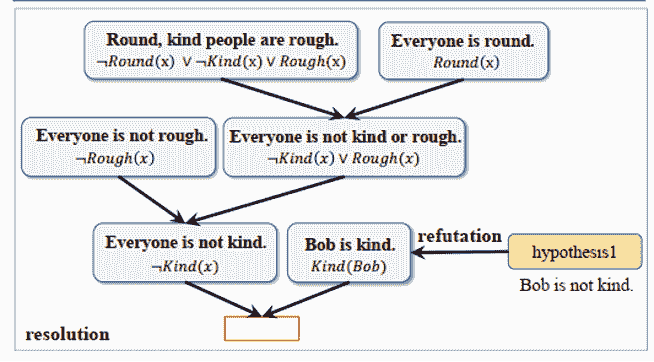 Round, kind people are rough.
¬Round(x) ∨ ¬Kind(x) ∨ Rough(x)
Everyone is round.
Round(x)
Everyone is not rough.
¬Rough(x)
Everyone is not kind or rough.
¬Kind(x) ∨ Rough(x)
Everyone is not kind.
¬Kind(x)
Bob is kind.
Kind(Bob)
refutation
hypothesis1
Bob is not kind.
resolution